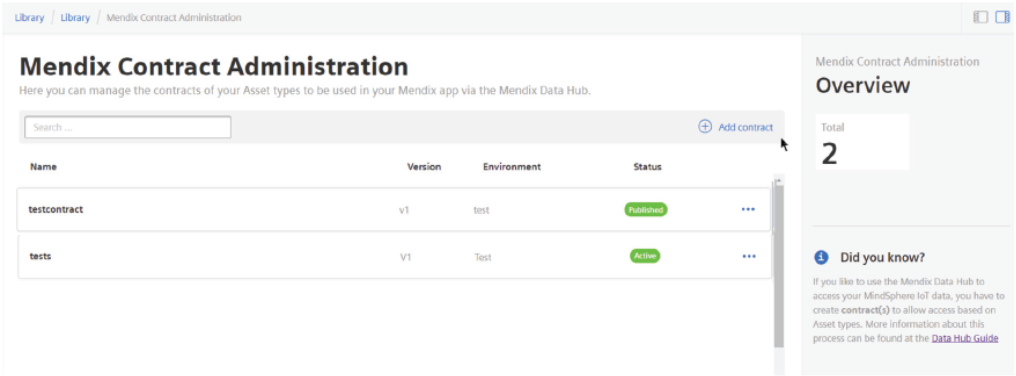 Library / Library / Mendix Contract Administration
Mendix Contract Administration
Here you can manage the contracts of your Asset types to be used in your Mendix app via the Mendix Data Hub.
Search ...
Add contract
Name Version Environment Status
testcontract v1 test Published
tests V1 Test Active
Mendix Contract Administration
Overview
Total
2
Did you know?
If you like to use the Mendix Data Hub to
access your MindSphere IoT data, you have to
create contract(s) to allow access based on
Asset types. More information about this
process can be found at the Data Hub Guide